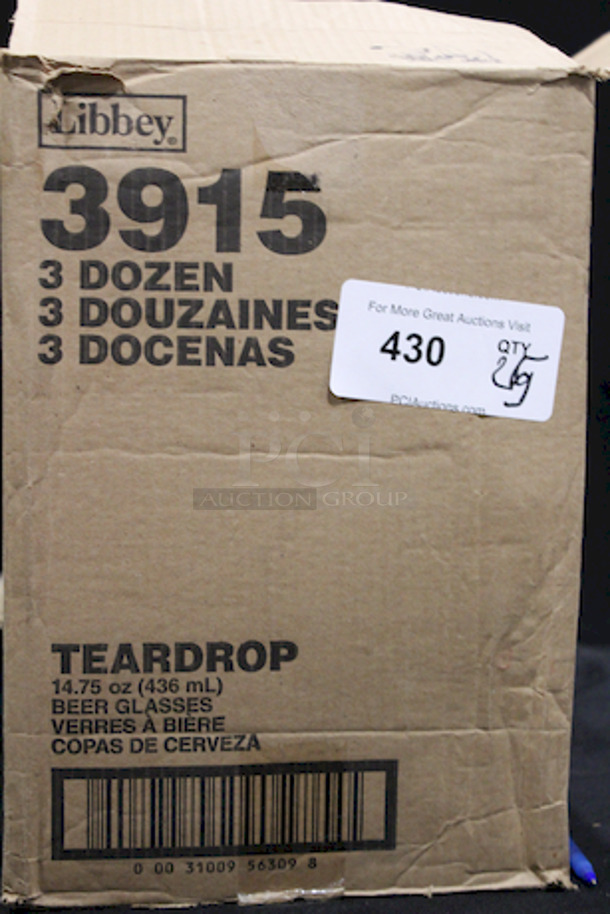 Libbey
3915
3 DOZEN
3 DOUZAINES
3 DOCENAS
For More Great Auctions Visit
430
QTY
PCIAuctions.com
PCI
AUCTION GROUP
TEARDROP
14.75 oz (436 mL)
BEER GLASSES
VERRES À BIÈRE
COPAS DE CERVEZA
0 00 31009 56309 8